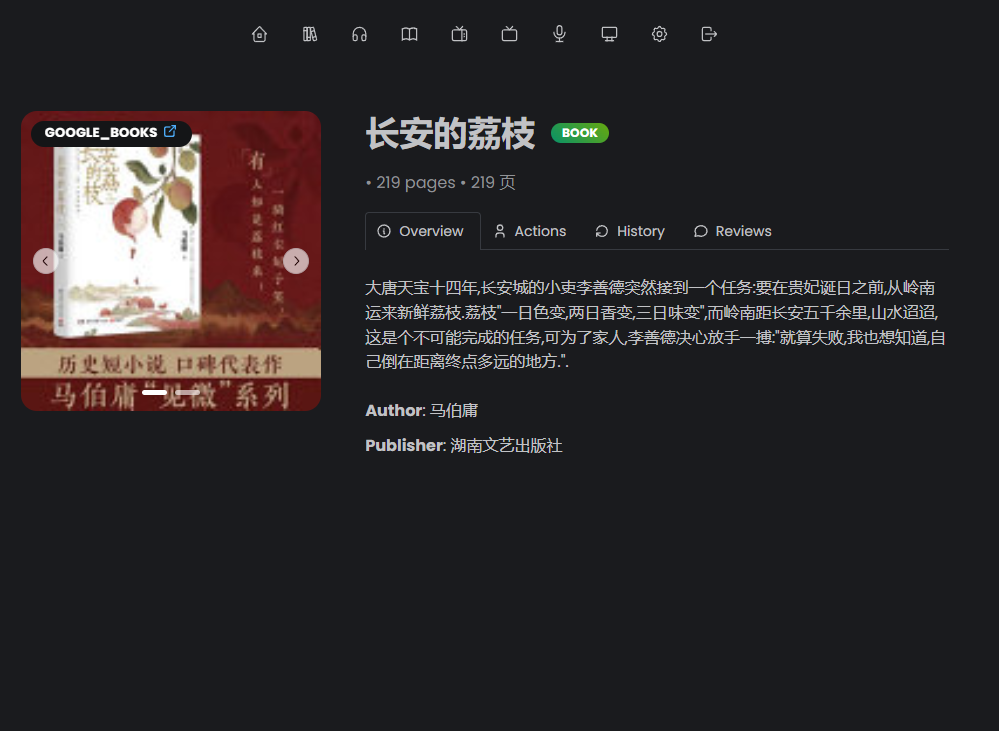 GOOGLE_BOOKS
长安的荔枝 BOOK
• 219 pages • 219 页
Overview Actions History Reviews
大唐天宝十四年,长安城的小吏李善德突然接到一个任务:要在贵妃诞日之前,从岭南
运来新鲜荔枝.荔枝"一日色变,两日香变,三日味变",而岭南距长安五千余里,山水迢迢,
这是个不可能完成的任务,可为了家人,李善德决心放手一搏:"就算失败,我也想知道,自
己倒在距离终点多远的地方.".
Author: 马伯庸
Publisher: 湖南文艺出版社
一骑红尘妃子笑，
「有人知是荔枝来！
历史短小说 口碑代表作
马伯庸“见微”系列